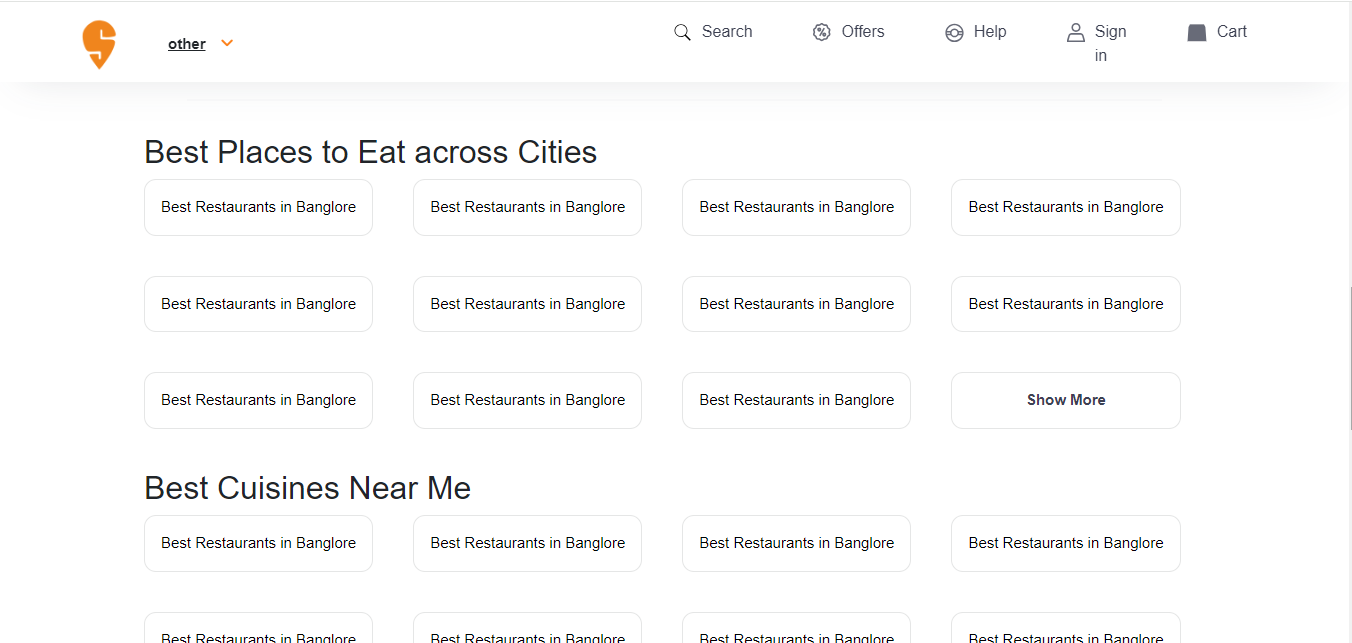 other
Search
Offers
Help
Sign
in
Cart
Best Places to Eat across Cities
Best Restaurants in Banglore
Best Restaurants in Banglore
Best Restaurants in Banglore
Best Restaurants in Banglore
Best Restaurants in Banglore
Best Restaurants in Banglore
Best Restaurants in Banglore
Best Restaurants in Banglore
Best Restaurants in Banglore
Best Restaurants in Banglore
Best Restaurants in Banglore
Show More
Best Cuisines Near Me
Best Restaurants in Banglore
Best Restaurants in Banglore
Best Restaurants in Banglore
Best Restaurants in Banglore
Best Restaurants in Banglore
Best Restaurants in Banglore
Best Restaurants in Banglore
Best Restaurants in Banglore